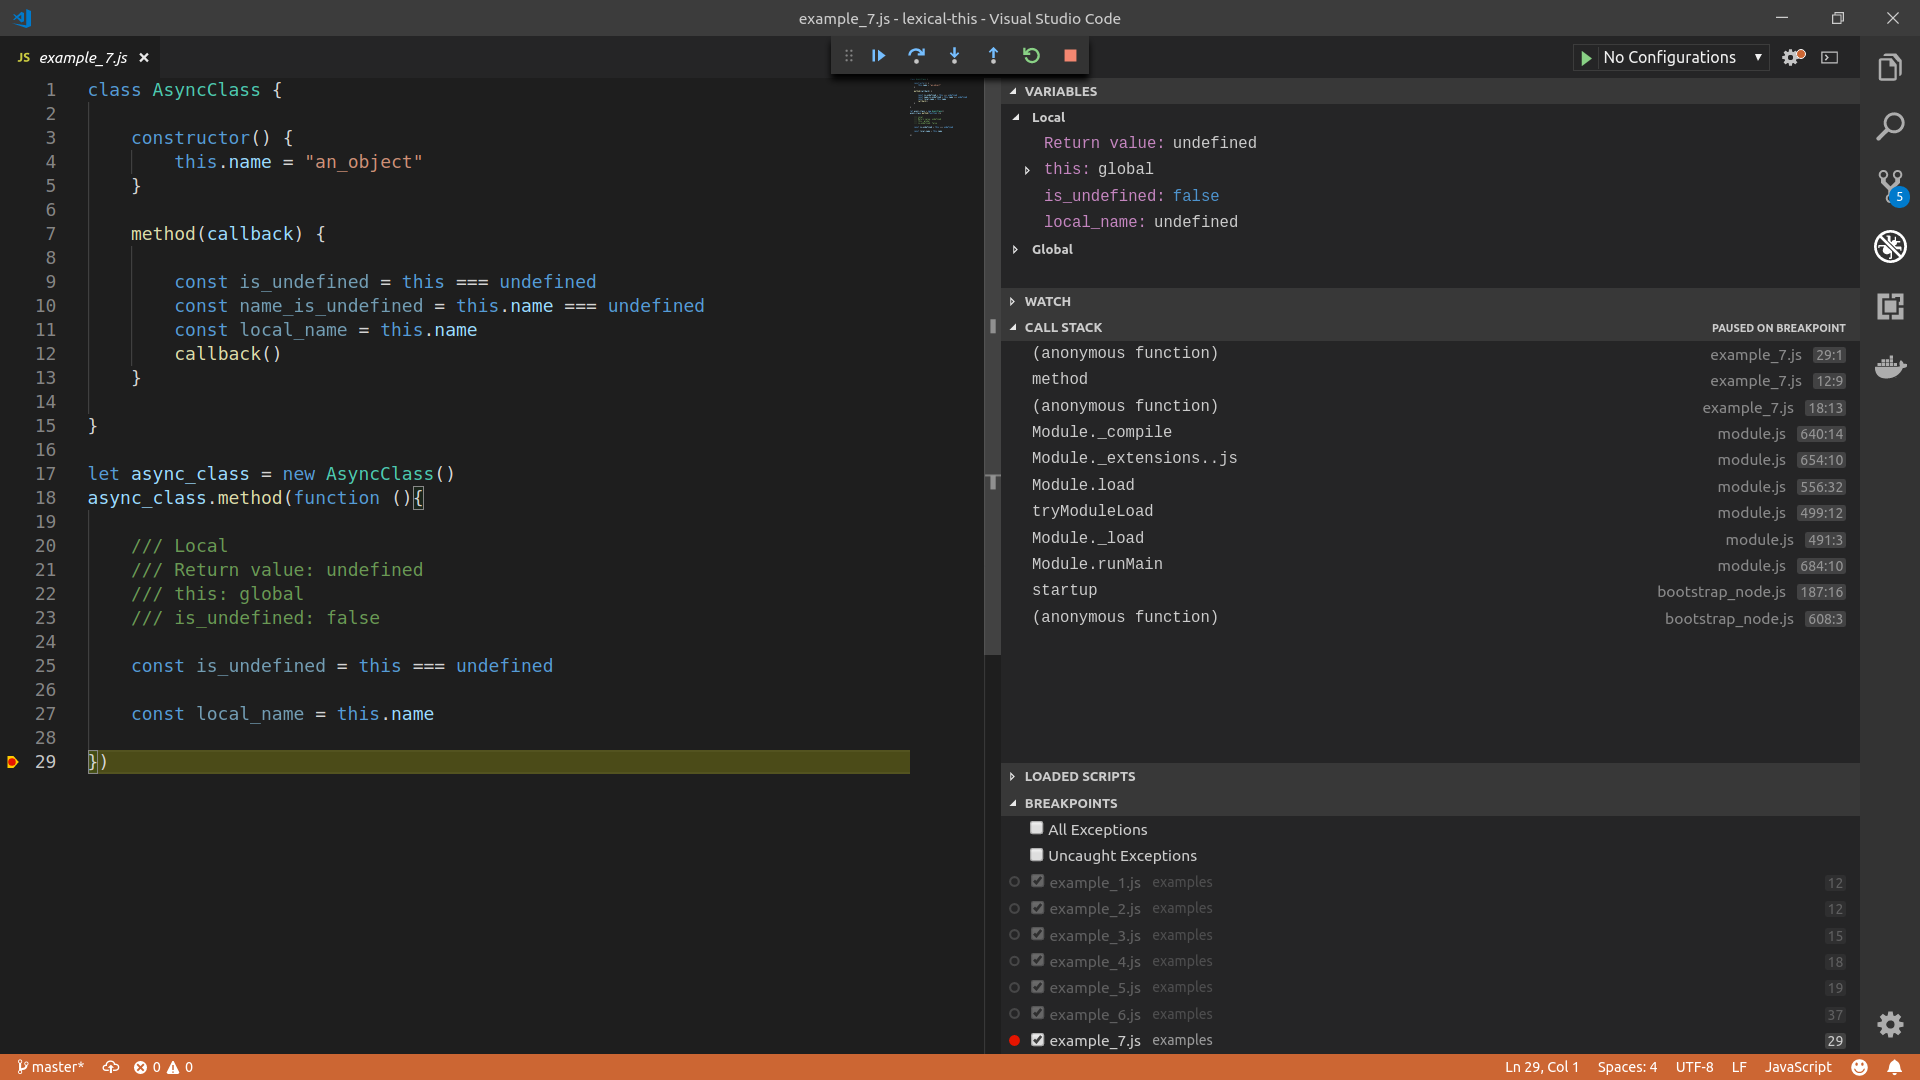 example_7.js - lexical-this - Visual Studio Code
JS example_7.js
No Configurations
1 class AsyncClass {
2
3     constructor() {
4         this.name = "an_object"
5     }
6
7     method(callback) {
8
9         const is_undefined = this === undefined
10         const name_is_undefined = this.name === undefined
11         const local_name = this.name
12         callback()
13     }
14
15 }
16
17 let async_class = new AsyncClass()
18 async_class.method(function (){
19
20     /// Local
21     /// Return value: undefined
22     /// this: global
23     /// is_undefined: false
24
25     const is_undefined = this === undefined
26
27     const local_name = this.name
28
29 })
VARIABLES
Local
Return value: undefined
this: global
is_undefined: false
local_name: undefined
Global
WATCH
CALL STACK PAUSED ON BREAKPOINT
(anonymous function) example_7.js 29:1
method example_7.js 12:9
(anonymous function) example_7.js 18:13
Module._compile module.js 640:14
Module._extensions..js module.js 654:10
Module.load module.js 556:32
tryModuleLoad module.js 499:12
Module._load module.js 491:3
Module.runMain module.js 684:10
startup bootstrap_node.js 187:16
(anonymous function) bootstrap_node.js 608:3
LOADED SCRIPTS
BREAKPOINTS
All Exceptions
Uncaught Exceptions
example_1.js examples 12
example_2.js examples 12
example_3.js examples 15
example_4.js examples 18
example_5.js examples 19
example_6.js examples 37
example_7.js examples 29
5
master* 0 0 Ln 29, Col 1 Spaces: 4 UTF-8 LF JavaScript